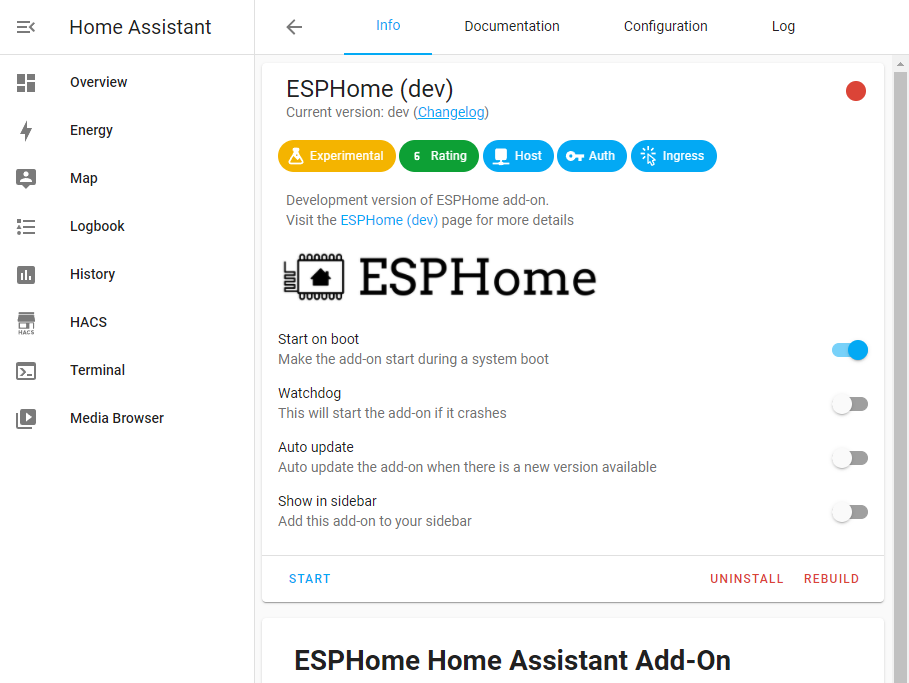 Home Assistant
Overview
Energy
Map
Logbook
History
HACS
HACS
Terminal
Media Browser
Info
Documentation
Configuration
Log
ESPHome (dev)
Current version: dev (Changelog)
Experimental
6 Rating
Host
Auth
Ingress
Development version of ESPHome add-on.
Visit the ESPHome (dev) page for more details
ESPHome
Start on boot
Make the add-on start during a system boot
Watchdog
This will start the add-on if it crashes
Auto update
Auto update the add-on when there is a new version available
Show in sidebar
Add this add-on to your sidebar
START
UNINSTALL
REBUILD
ESPHome Home Assistant Add-On